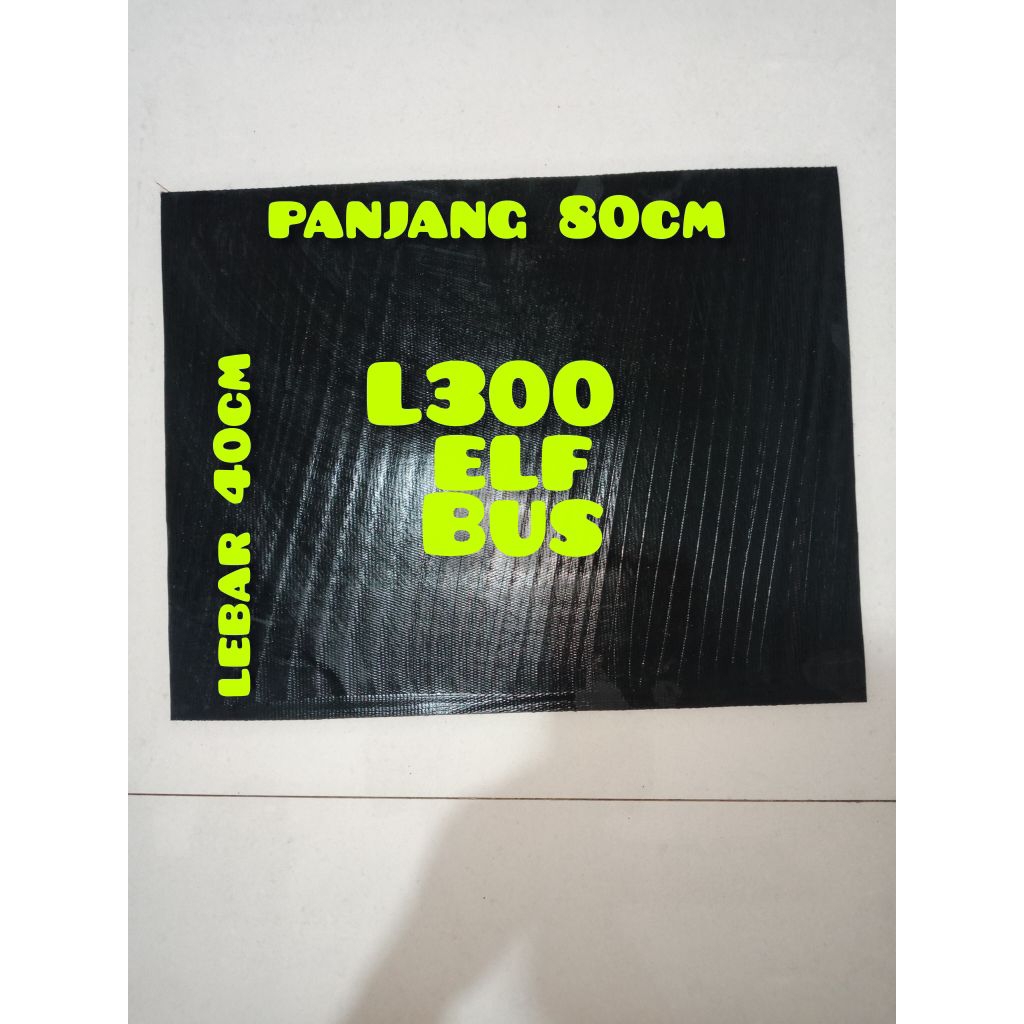 PANJANG 80CM
LEBAR 40CM
L300
ELF
BUS